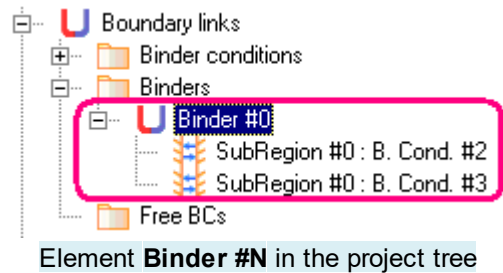 Boundary links
Binder conditions
Binders
Binder #0
SubRegion #0 : B. Cond. #2
SubRegion #0 : B. Cond. #3
Free BCs
Element Binder #N in the project tree